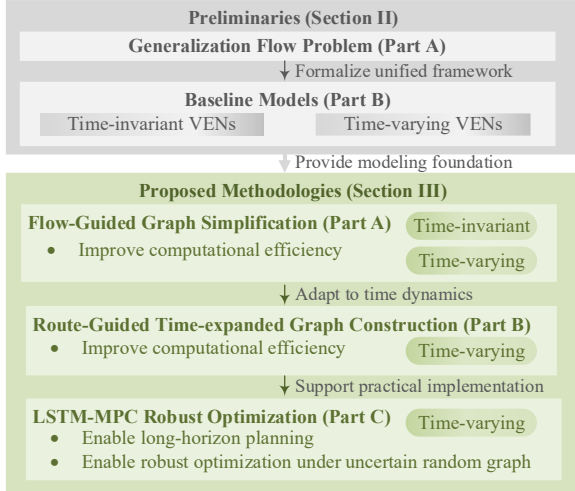 Preliminaries (Section II)
Generalization Flow Problem (Part A)
Formalize unified framework
Baseline Models (Part B)
Time-invariant VENs Time-varying VENs
Provide modeling foundation
Proposed Methodologies (Section III)
Flow-Guided Graph Simplification (Part A) Time-invariant
• Improve computational efficiency
Time-varying
Adapt to time dynamics
Route-Guided Time-expanded Graph Construction (Part B)
• Improve computational efficiency Time-varying
Support practical implementation
LSTM-MPC Robust Optimization (Part C) Time-varying
• Enable long-horizon planning
• Enable robust optimization under uncertain random graph